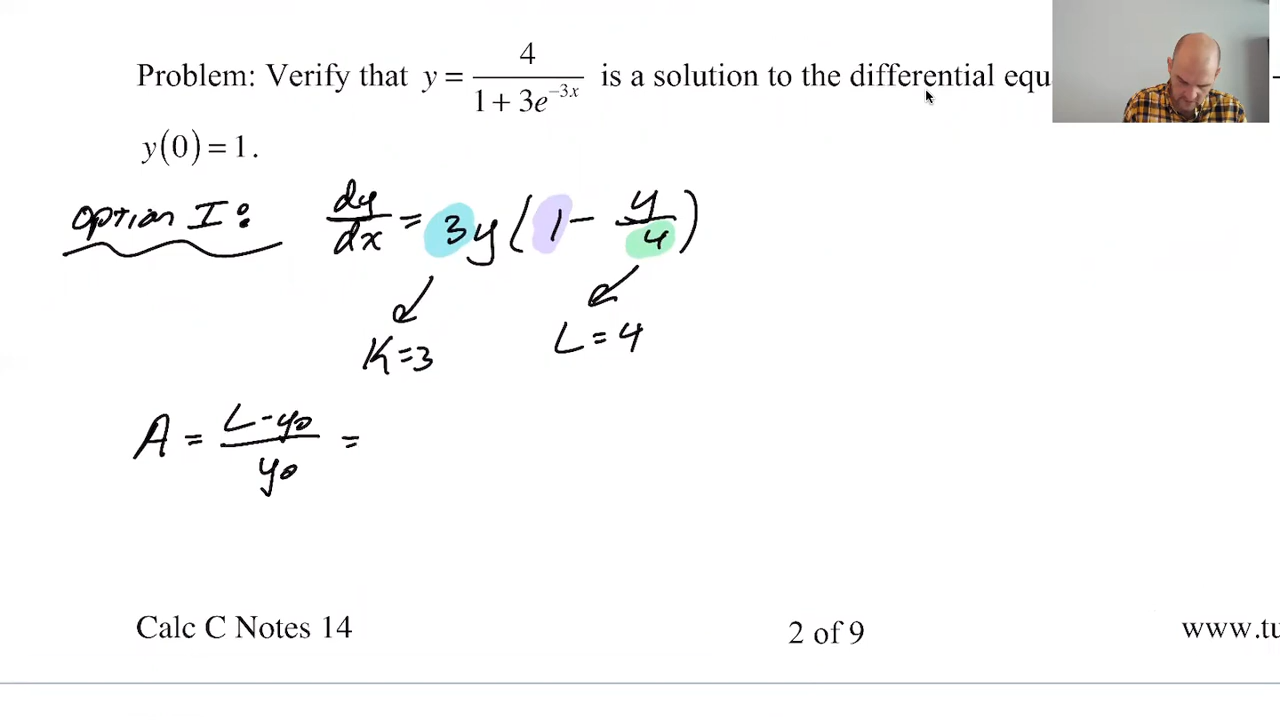 Problem: Verify that y = 4 / (1 + 3e^{-3x}) is a solution to the differential equ
y(0) = 1.
Option I: dy/dx = 3y(1 - y/4)
K=3 L=4
A = (L - y0)/y0 =
Calc C Notes 14 2 of 9 www.tu